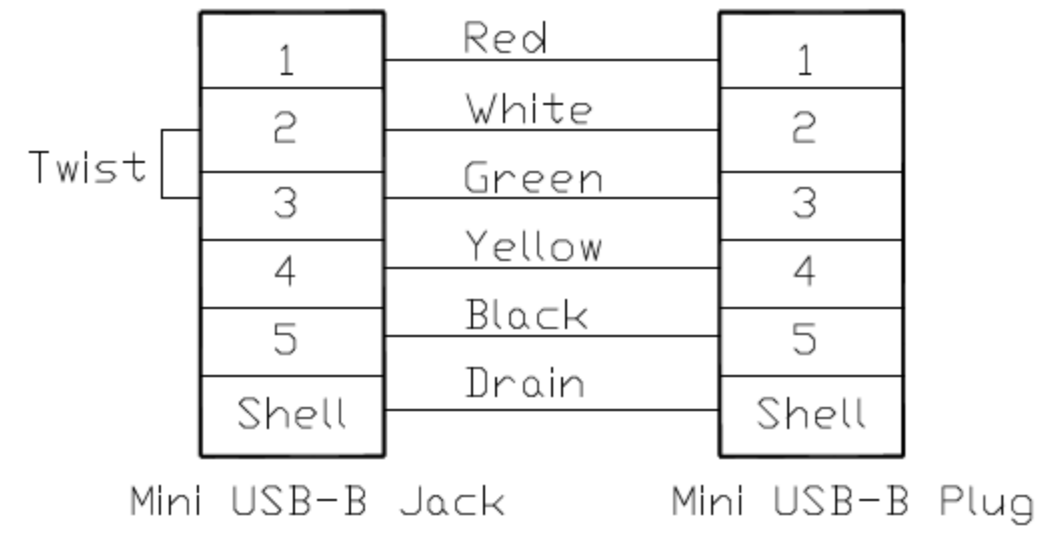 Red
1 1
White
2 2
Twist
Green
3 3
Yellow
4 4
Black
5 5
Drain
Shell Shell
Mini USB-B Jack Mini USB-B Plug